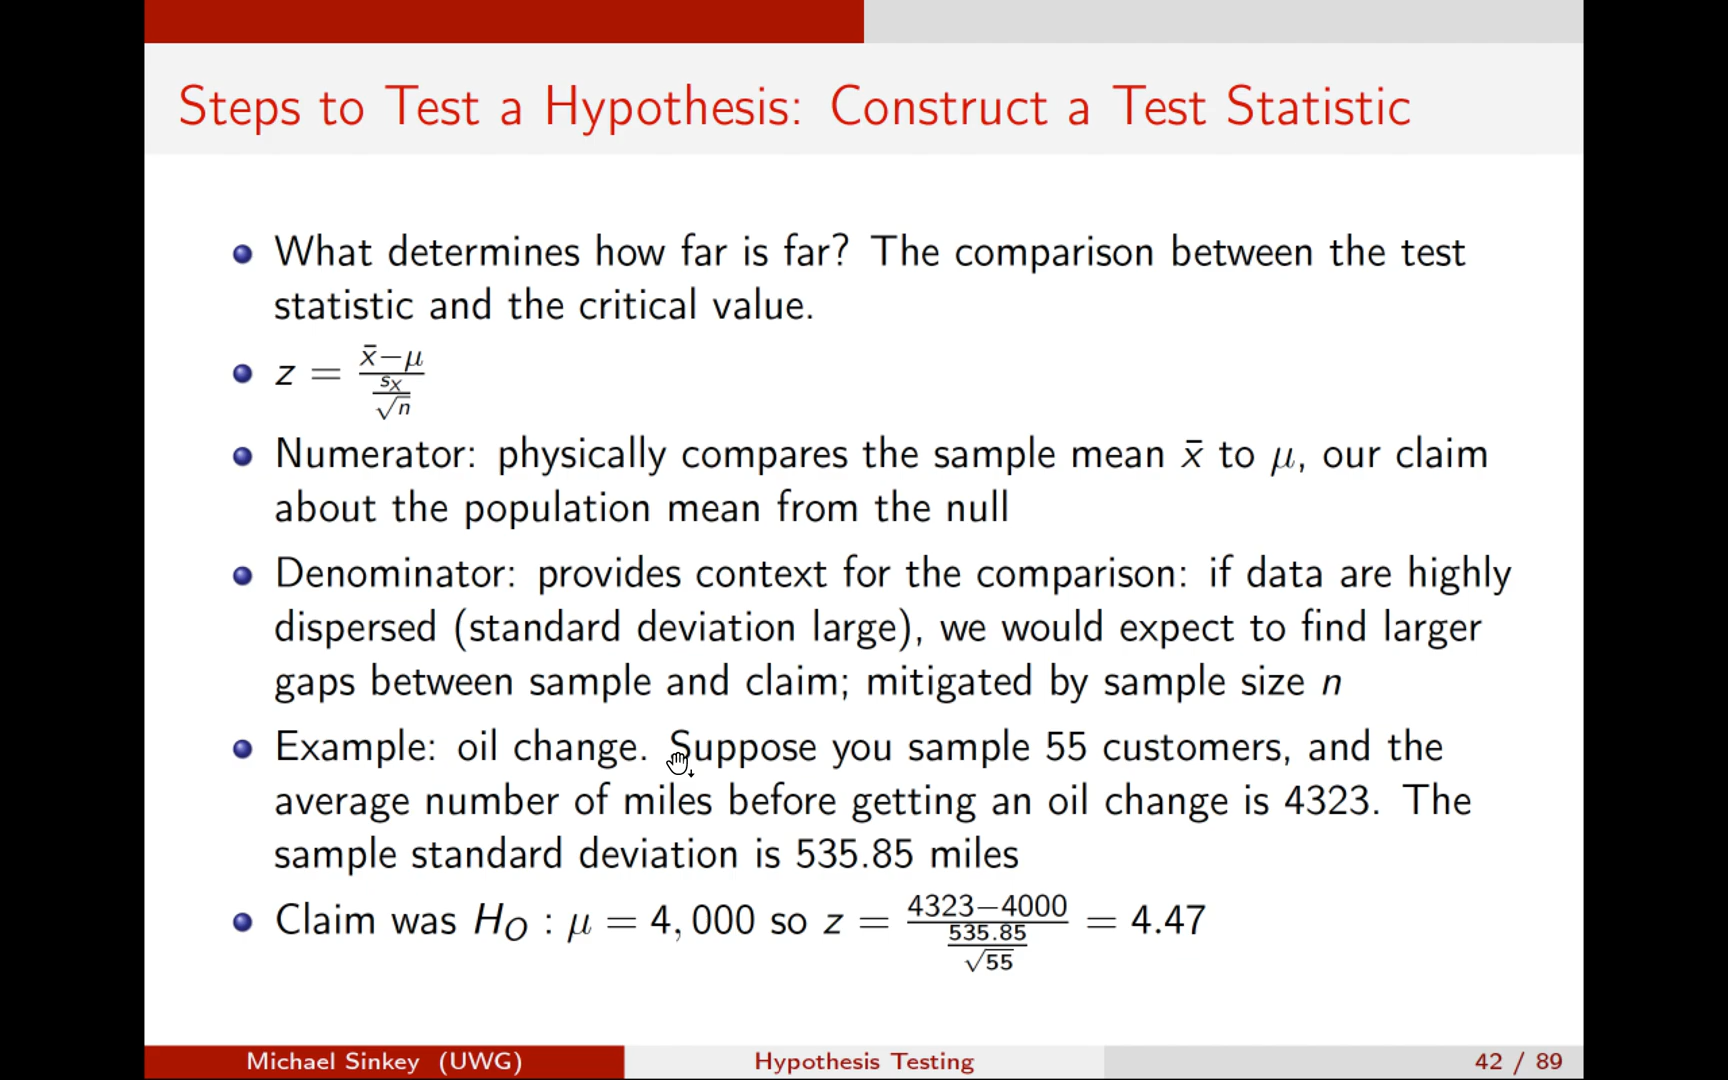 Steps to Test a Hypothesis: Construct a Test Statistic
What determines how far is far? The comparison between the test
statistic and the critical value.
z = \frac{x̄−μ}{\frac{s_X}{√n}}
Numerator: physically compares the sample mean x̄ to μ, our claim
about the population mean from the null
Denominator: provides context for the comparison: if data are highly
dispersed (standard deviation large), we would expect to find larger
gaps between sample and claim; mitigated by sample size n
Example: oil change. Suppose you sample 55 customers, and the
average number of miles before getting an oil change is 4323. The
sample standard deviation is 535.85 miles
Claim was H_O : μ = 4, 000 so z = \frac{4323−4000}{\frac{535.85}{√55}} = 4.47
Michael Sinkey (UWG) Hypothesis Testing 42 / 89